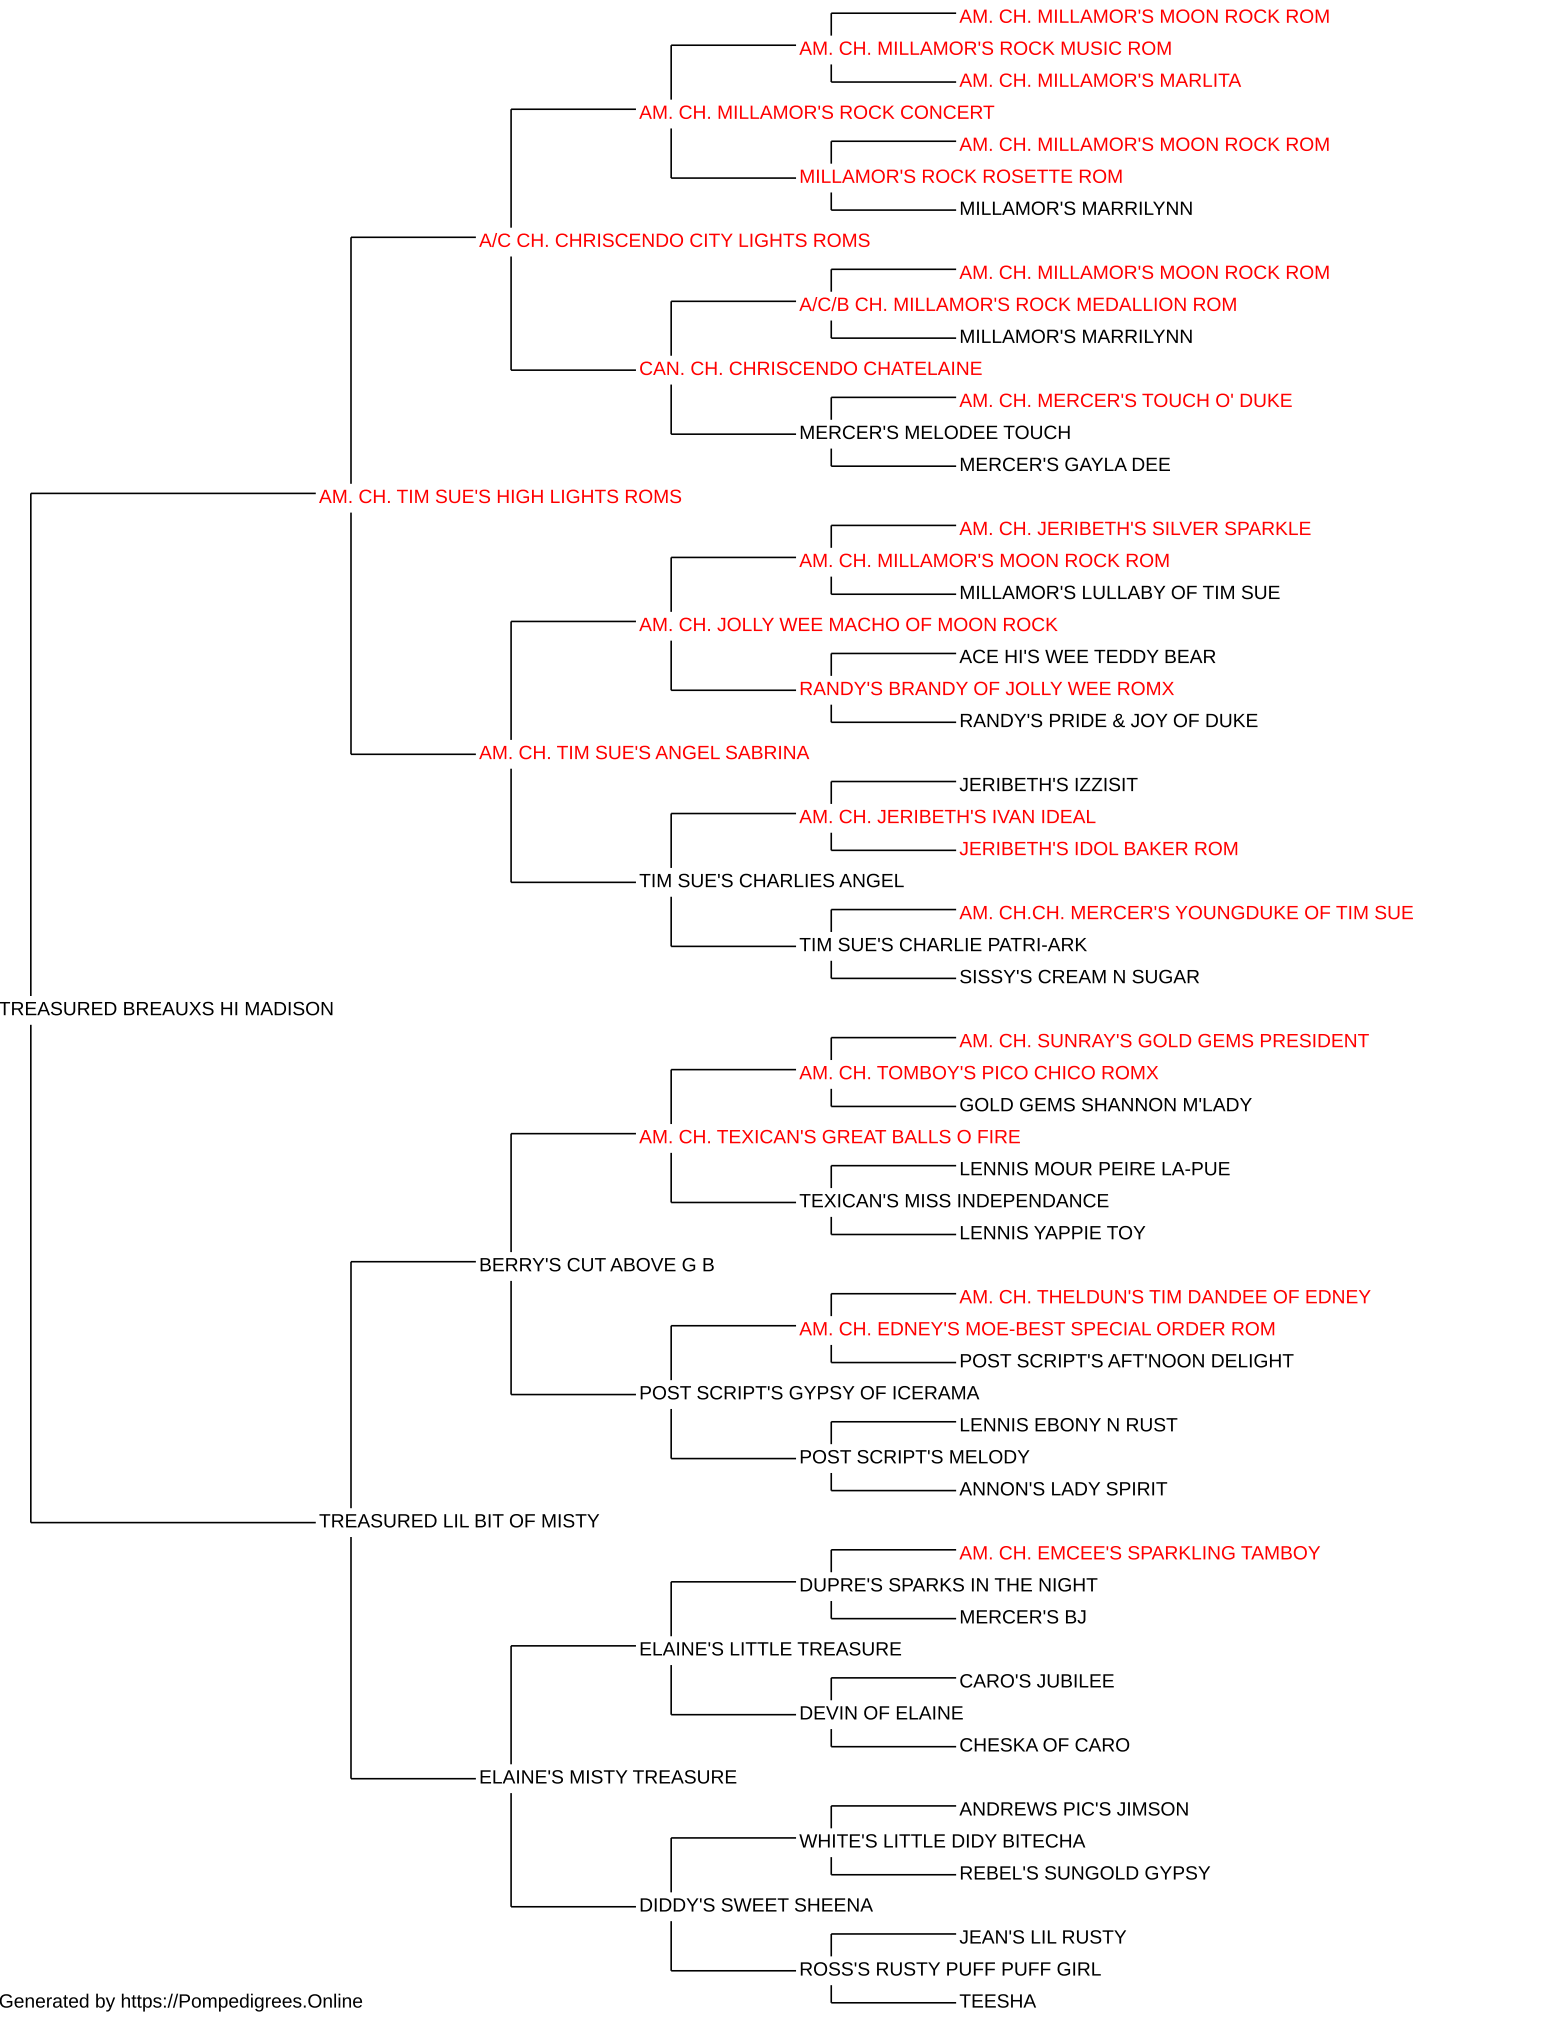 AM. CH. MILLAMOR'S MOON ROCK ROM
AM. CH. MILLAMOR'S ROCK MUSIC ROM
AM. CH. MILLAMOR'S MARLITA
AM. CH. MILLAMOR'S ROCK CONCERT
AM. CH. MILLAMOR'S MOON ROCK ROM
MILLAMOR'S ROCK ROSETTE ROM
MILLAMOR'S MARRILYNN
A/C CH. CHRISCENDO CITY LIGHTS ROMS
AM. CH. MILLAMOR'S MOON ROCK ROM
A/C/B CH. MILLAMOR'S ROCK MEDALLION ROM
MILLAMOR'S MARRILYNN
CAN. CH. CHRISCENDO CHATELAINE
AM. CH. MERCER'S TOUCH O' DUKE
MERCER'S MELODEE TOUCH
MERCER'S GAYLA DEE
AM. CH. TIM SUE'S HIGH LIGHTS ROMS
AM. CH. JERIBETH'S SILVER SPARKLE
AM. CH. MILLAMOR'S MOON ROCK ROM
MILLAMOR'S LULLABY OF TIM SUE
AM. CH. JOLLY WEE MACHO OF MOON ROCK
ACE HI'S WEE TEDDY BEAR
RANDY'S BRANDY OF JOLLY WEE ROMX
RANDY'S PRIDE & JOY OF DUKE
AM. CH. TIM SUE'S ANGEL SABRINA
JERIBETH'S IZZISIT
AM. CH. JERIBETH'S IVAN IDEAL
JERIBETH'S IDOL BAKER ROM
TIM SUE'S CHARLIES ANGEL
AM. CH.CH. MERCER'S YOUNGDUKE OF TIM SUE
TIM SUE'S CHARLIE PATRI-ARK
SISSY'S CREAM N SUGAR
TREASURED BREAUXS HI MADISON
AM. CH. SUNRAY'S GOLD GEMS PRESIDENT
AM. CH. TOMBOY'S PICO CHICO ROMX
GOLD GEMS SHANNON M'LADY
AM. CH. TEXICAN'S GREAT BALLS O FIRE
LENNIS MOUR PEIRE LA-PUE
TEXICAN'S MISS INDEPENDANCE
LENNIS YAPPIE TOY
BERRY'S CUT ABOVE G B
AM. CH. THELDUN'S TIM DANDEE OF EDNEY
AM. CH. EDNEY'S MOE-BEST SPECIAL ORDER ROM
POST SCRIPT'S AFT'NOON DELIGHT
POST SCRIPT'S GYPSY OF ICERAMA
LENNIS EBONY N RUST
POST SCRIPT'S MELODY
ANNON'S LADY SPIRIT
TREASURED LIL BIT OF MISTY
AM. CH. EMCEE'S SPARKLING TAMBOY
DUPRE'S SPARKS IN THE NIGHT
MERCER'S BJ
ELAINE'S LITTLE TREASURE
CARO'S JUBILEE
DEVIN OF ELAINE
CHESKA OF CARO
ELAINE'S MISTY TREASURE
ANDREWS PIC'S JIMSON
WHITE'S LITTLE DIDY BITECHA
REBEL'S SUNGOLD GYPSY
DIDDY'S SWEET SHEENA
JEAN'S LIL RUSTY
ROSS'S RUSTY PUFF PUFF GIRL
TEESHA
Generated by https://Pompedigrees.Online